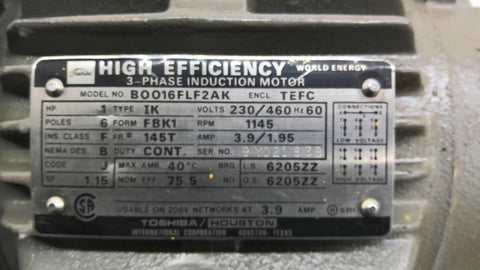 HIGH EFFICIENCY WORLD ENERGY
3-PHASE INDUCTION MOTOR
MODEL NO. B0016FLF2AK ENCL. TEFC
HP 1 TYPE IK VOLTS 230/460 Hz 60
POLES 6 FORM FBK1 RPM 1145
INS. CLASS F FR# 145T AMP. 3.9/1.95
NEMA DES. B DUTY CONT. SERIAL NO.
CODE J MAX. AMB. 40°C BRG L.S. 6205ZZ
SF 1.15 NOM. EFF. 75.5 NO. O.S. 6205ZZ
CONNECTIONS
LOW VOLTAGE
HIGH VOLTAGE
USABLE ON 208V NETWORKS AT 3.9 AMP.
TOSHIBA/HOUSTON
INTERNATIONAL CORPORATION HOUSTON, TEXAS